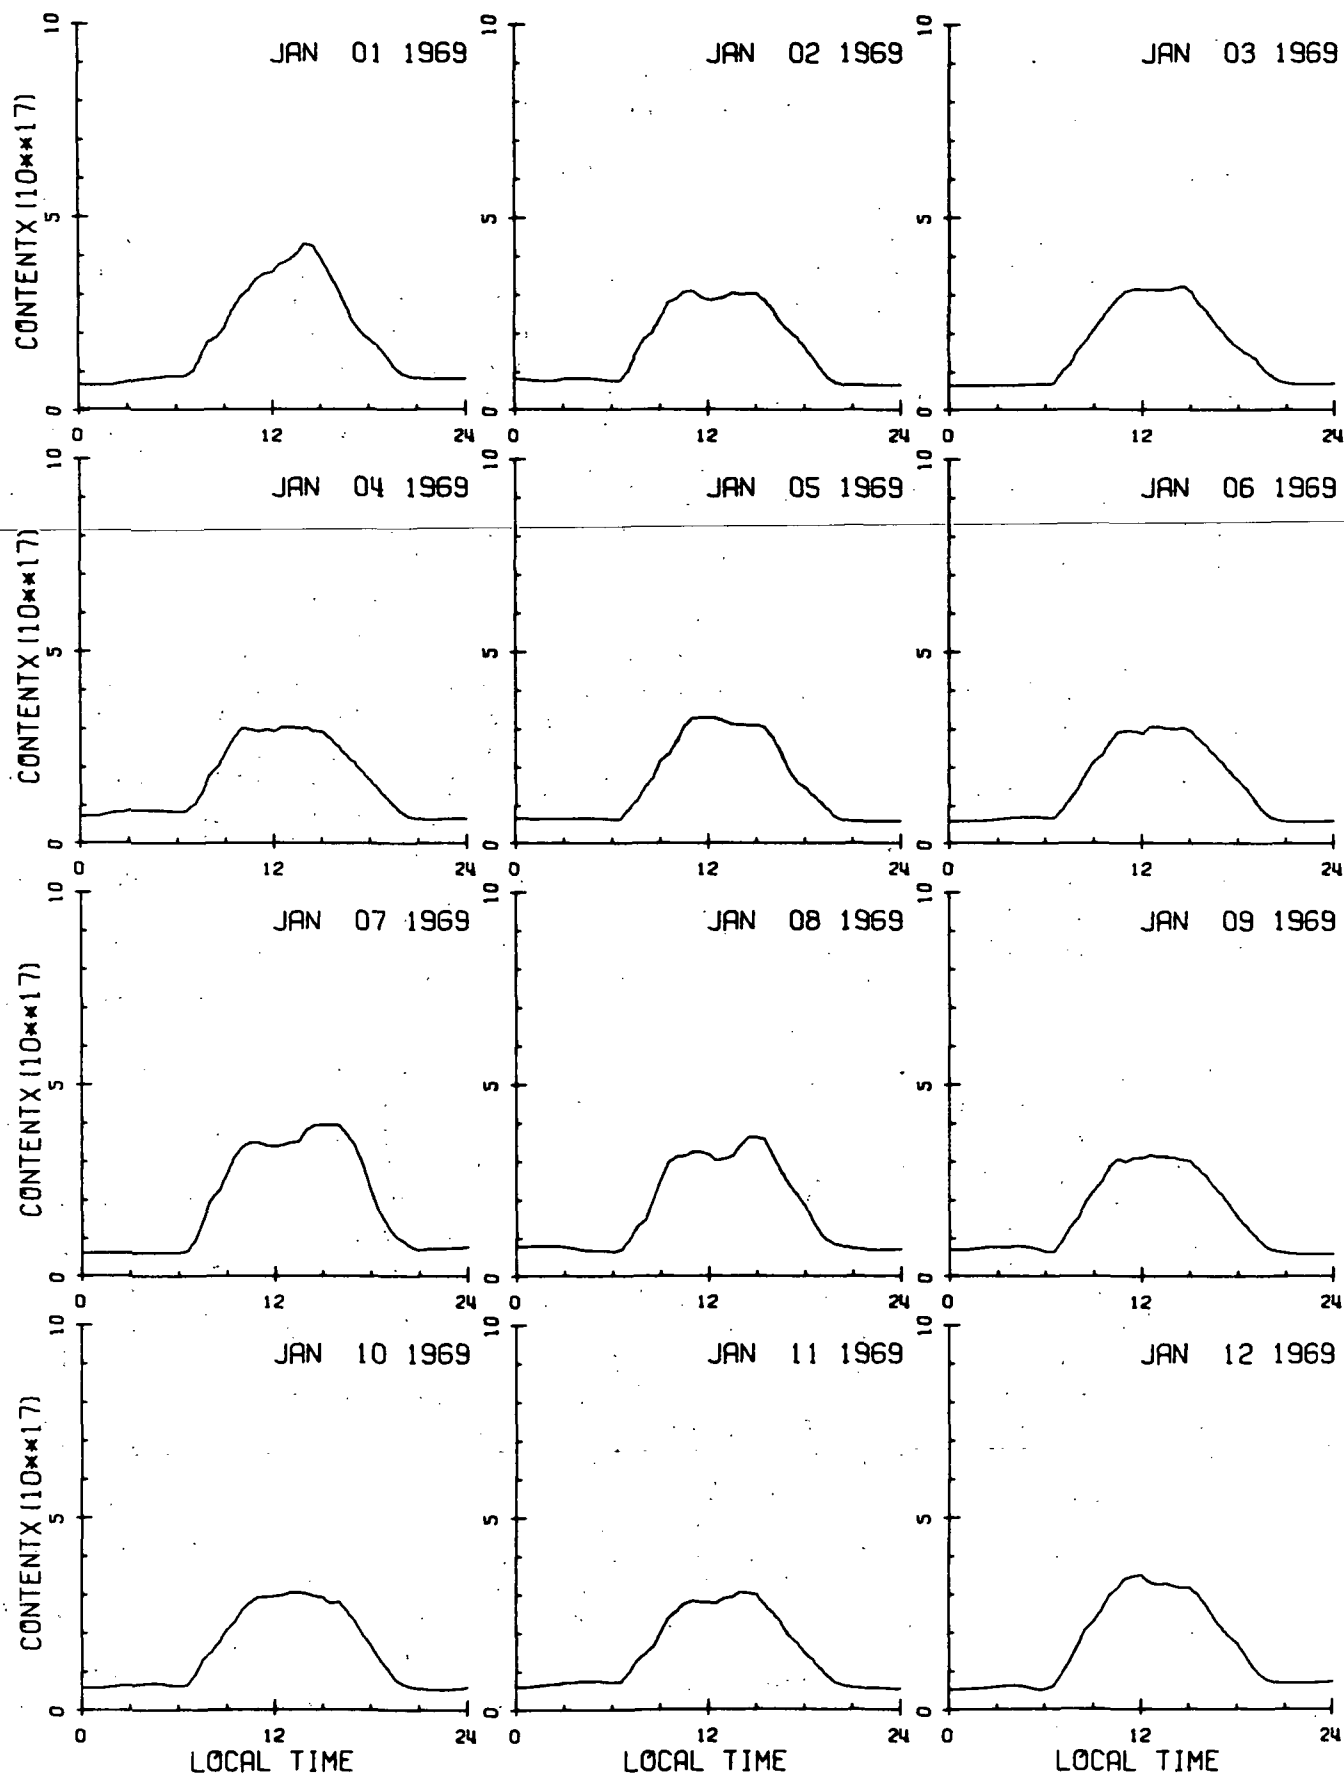 10 10 10
JAN 01 1969 JAN 02 1969 JAN 03 1969
CONTENTX (10**17)
5 5 5
0 0 0
0 12 24 0 12 24 0 12 24
10 10 10
JAN 04 1969 JAN 05 1969 JAN 06 1969
CONTENTX (10**17)
5 5 5
0 0 0
0 12 24 0 12 24 0 12 24
10 10 10
JAN 07 1969 JAN 08 1969 JAN 09 1969
CONTENTX (10**17)
5 5 5
0 0 0
0 12 24 0 12 24 0 12 24
10 10 10
JAN 10 1969 JAN 11 1969 JAN 12 1969
CONTENTX (10**17)
5 5 5
0 0 0
0 12 24 0 12 24 0 12 24
LOCAL TIME LOCAL TIME LOCAL TIME